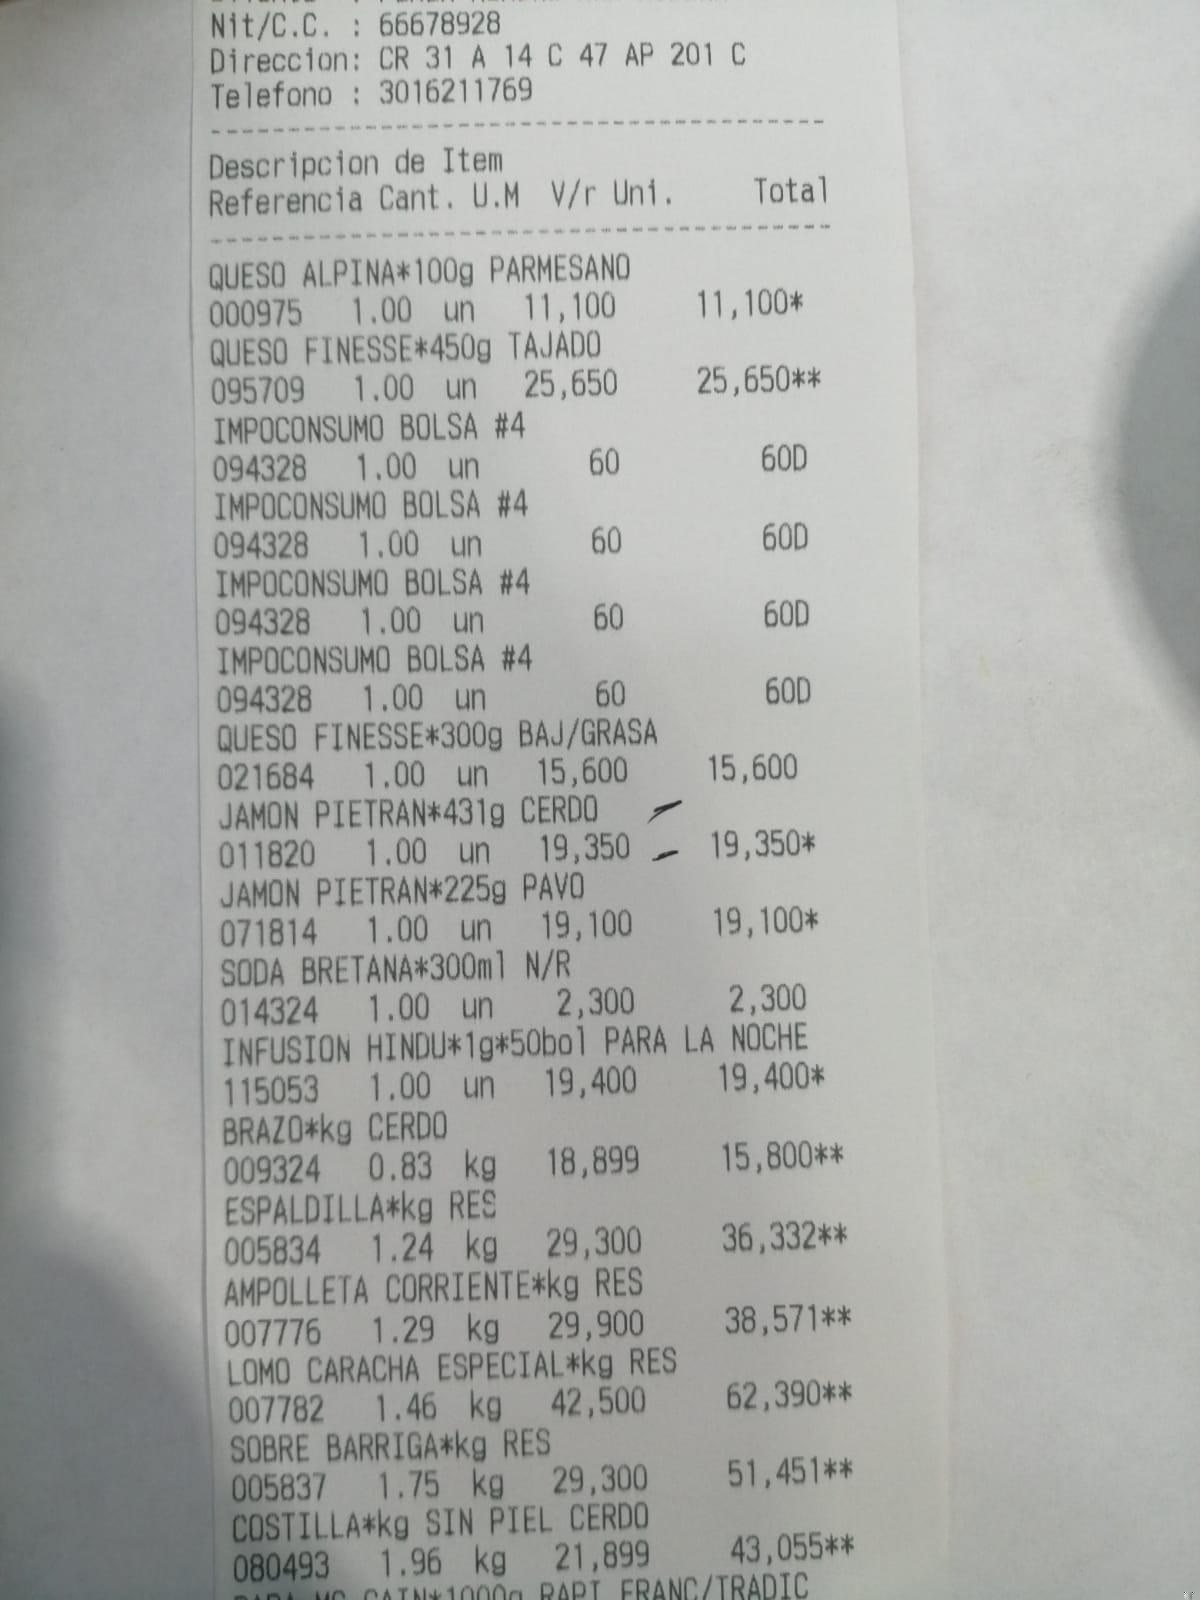 Nit/C.C. : 66678928
Direccion: CR 31 A 14 C 47 AP 201 C
Telefono : 3016211769
----------------------------------------
Descripcion de Item
Referencia Cant. U.M V/r Uni. Total
----------------------------------------
QUESO ALPINA*100g PARMESANO
000975 1.00 un 11,100 11,100*
QUESO FINESSE*450g TAJADO
095709 1.00 un 25,650 25,650**
IMPOCONSUMO BOLSA #4
094328 1.00 un 60 60D
IMPOCONSUMO BOLSA #4
094328 1.00 un 60 60D
IMPOCONSUMO BOLSA #4
094328 1.00 un 60 60D
IMPOCONSUMO BOLSA #4
094328 1.00 un 60 60D
QUESO FINESSE*300g BAJ/GRASA
021684 1.00 un 15,600 15,600
JAMON PIETRAN*431g CERDO
011820 1.00 un 19,350 19,350*
JAMON PIETRAN*225g PAVO
071814 1.00 un 19,100 19,100*
SODA BRETANA*300ml N/R
014324 1.00 un 2,300 2,300
INFUSION HINDU*1g*50bol PARA LA NOCHE
115053 1.00 un 19,400 19,400*
BRAZO*kg CERDO
009324 0.83 kg 18,899 15,800**
ESPALDILLA*kg RES
005834 1.24 kg 29,300 36,332**
AMPOLLETA CORRIENTE*kg RES
007776 1.29 kg 29,900 38,571**
LOMO CARACHA ESPECIAL*kg RES
007782 1.46 kg 42,500 62,390**
SOBRE BARRIGA*kg RES
005837 1.75 kg 29,300 51,451**
COSTILLA*kg SIN PIEL CERDO
080493 1.96 kg 21,899 43,055**
RAPI FRANC/TRADIC